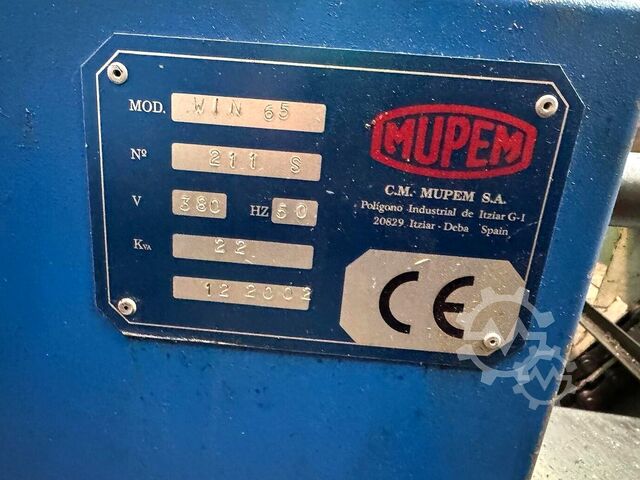 MOD. WIN 65
Nº 211 S
V 380 HZ 50
KVA 22
12 2002
MUPEM
C.M. MUPEM S.A.
Polígono Industrial de Itziar G-1
20829 Itziar - Deba Spain
CE